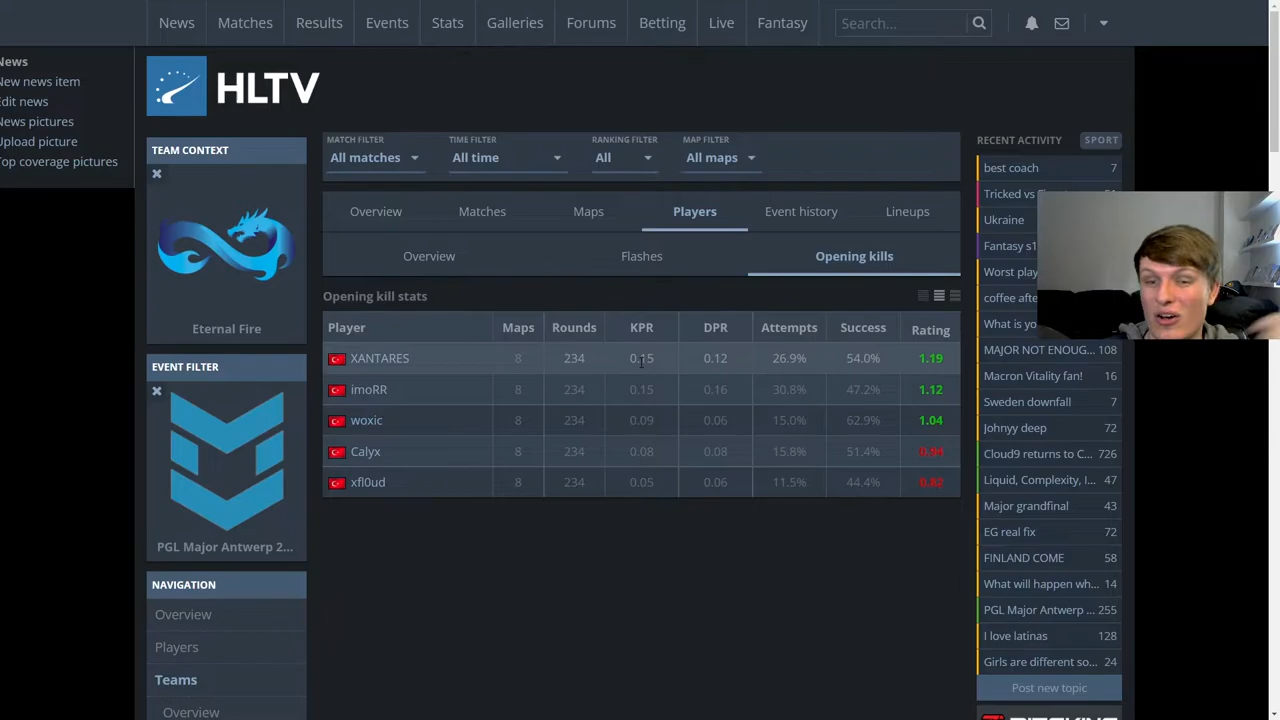 News
Matches
Results
Events
Stats
Galleries
Forums
Betting
Live
Fantasy
Search...
News
New news item
Edit news
News pictures
Upload picture
Top coverage pictures
HLTV
TEAM CONTEXT
Eternal Fire
EVENT FILTER
PGL Major Antwerp 2...
NAVIGATION
Overview
Players
Teams
Overview
MATCH FILTER
All matches
TIME FILTER
All time
RANKING FILTER
All
MAP FILTER
All maps
Overview
Matches
Maps
Players
Event history
Lineups
Overview
Flashes
Opening kills
Opening kill stats
Player Maps Rounds KPR DPR Attempts Success Rating
XANTARES 8 234 0.15 0.12 26.9% 54.0% 1.19
imoRR 8 234 0.15 0.16 30.8% 47.2% 1.12
woxic 8 234 0.09 0.06 15.0% 62.9% 1.04
Calyx 8 234 0.08 0.08 15.8% 51.4%
xfl0ud 8 234 0.05 0.06 11.5% 44.4%
RECENT ACTIVITY SPORT
best coach 7
Tricked vs
Ukraine
Fantasy s1
Worst play
coffee afte
What is yo
MAJOR NOT ENOUG... 108
Macron Vitality fan! 16
Sweden downfall 7
Johnyy deep 72
Cloud9 returns to C... 726
Liquid, Complexity, I... 47
Major grandfinal 43
EG real fix 72
FINLAND COME 58
What will happen wh... 14
PGL Major Antwerp ... 255
I love latinas 128
Girls are different so... 24
Post new topic